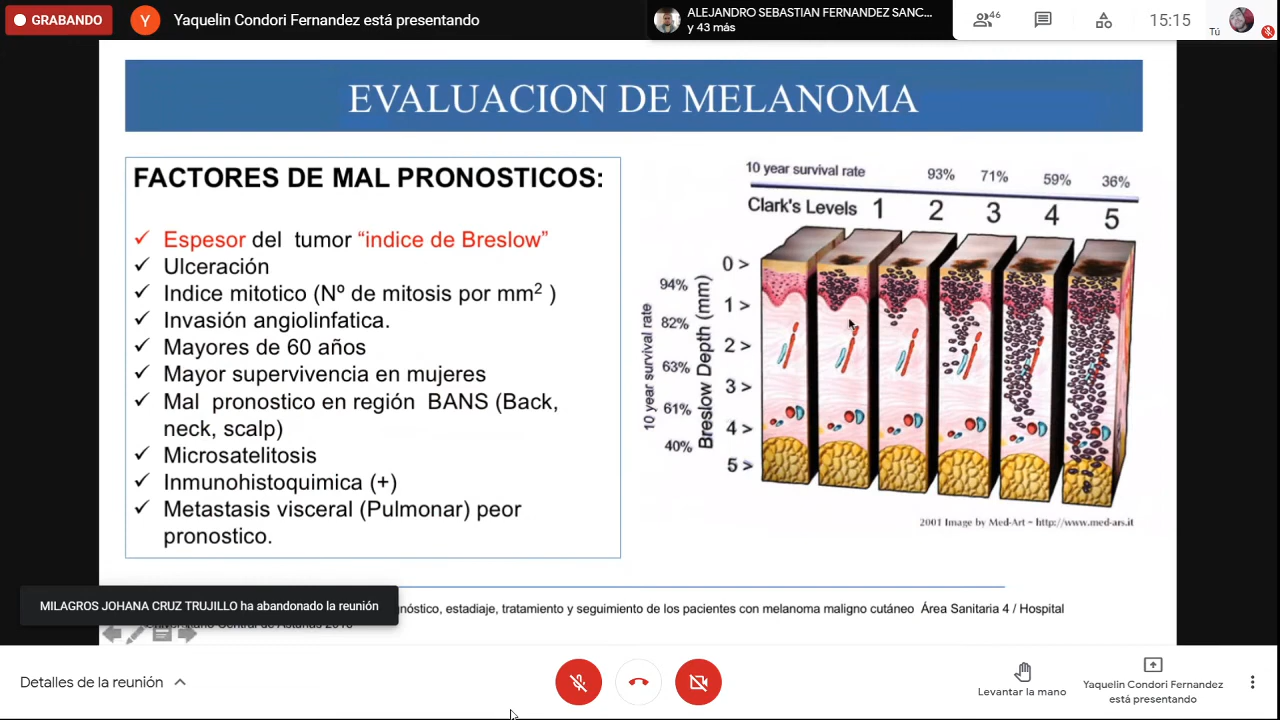 GRABANDO
Y
Yaquelin Condori Fernandez está presentando
ALEJANDRO SEBASTIAN FERNANDEZ SANC...
y 43 más
46
15:15
Tú
EVALUACION DE MELANOMA
FACTORES DE MAL PRONOSTICOS:
✓ Espesor del tumor “indice de Breslow”
✓ Ulceración
✓ Indice mitotico (Nº de mitosis por mm² )
✓ Invasión angiolinfatica.
✓ Mayores de 60 años
✓ Mayor supervivencia en mujeres
✓ Mal pronostico en región BANS (Back,
neck, scalp)
✓ Microsatelitosis
✓ Inmunohistoquimica (+)
✓ Metastasis visceral (Pulmonar) peor
pronostico.
10 year survival rate 93% 71% 59% 36%
Clark's Levels 1 2 3 4 5
10 year survival rate
94%
82%
63%
61%
40%
Breslow Depth (mm)
0 >
1 >
2 >
3 >
4 >
5 >
2001 Image by Med-Art ~ http://www.med-ars.it
MILAGROS JOHANA CRUZ TRUJILLO ha abandonado la reunión
estadiaje, tratamiento y seguimiento de los pacientes con melanoma maligno cutáneo Área Sanitaria 4 / Hospital
Detalles de la reunión
Levantar la mano
Yaquelin Condori Fernandez
está presentando